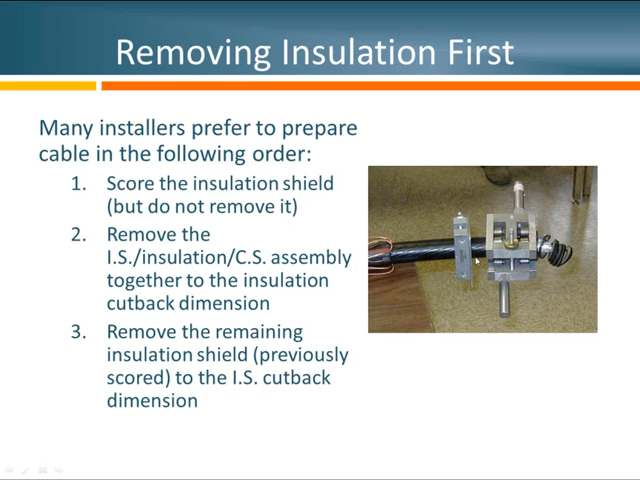 Removing Insulation First
Many installers prefer to prepare
cable in the following order:
1. Score the insulation shield
(but do not remove it)
2. Remove the
I.S./insulation/C.S. assembly
together to the insulation
cutback dimension
3. Remove the remaining
insulation shield (previously
scored) to the I.S. cutback
dimension